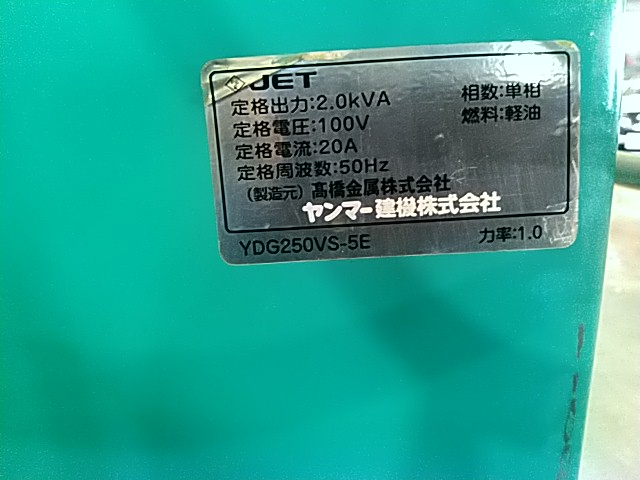 JET
定格出力:2.0kVA 相数:単相
定格電圧:100V 燃料:軽油
定格電流:20A
定格周波数:50Hz
(製造元) 髙橋金属株式会社
ヤンマー建機株式会社
YDG250VS-5E 力率:1.0